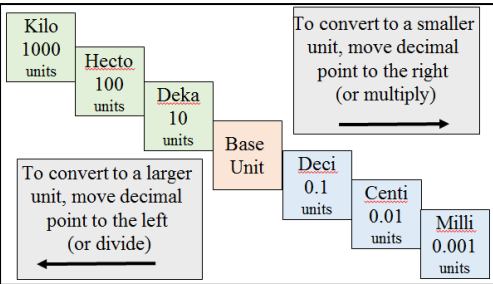 Kilo
1000
units
Hecto
100
units
Deka
10
units
Base
Unit
Deci
0.1
units
Centi
0.01
units
Milli
0.001
units
To convert to a smaller
unit, move decimal
point to the right
(or multiply)
To convert to a larger
unit, move decimal
point to the left
(or divide)